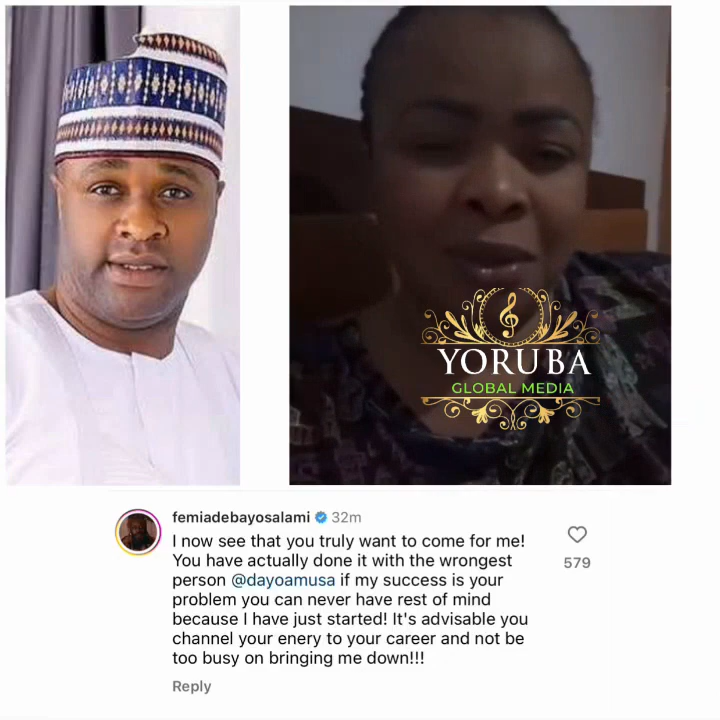 YORUBA
GLOBAL MEDIA
femiadebayosalami 32m
I now see that you truly want to come for me!
You have actually done it with the wrongest
person @dayoamusa if my success is your
problem you can never have rest of mind
because I have just started! It's advisable you
channel your enery to your career and not be
too busy on bringing me down!!!
579
Reply